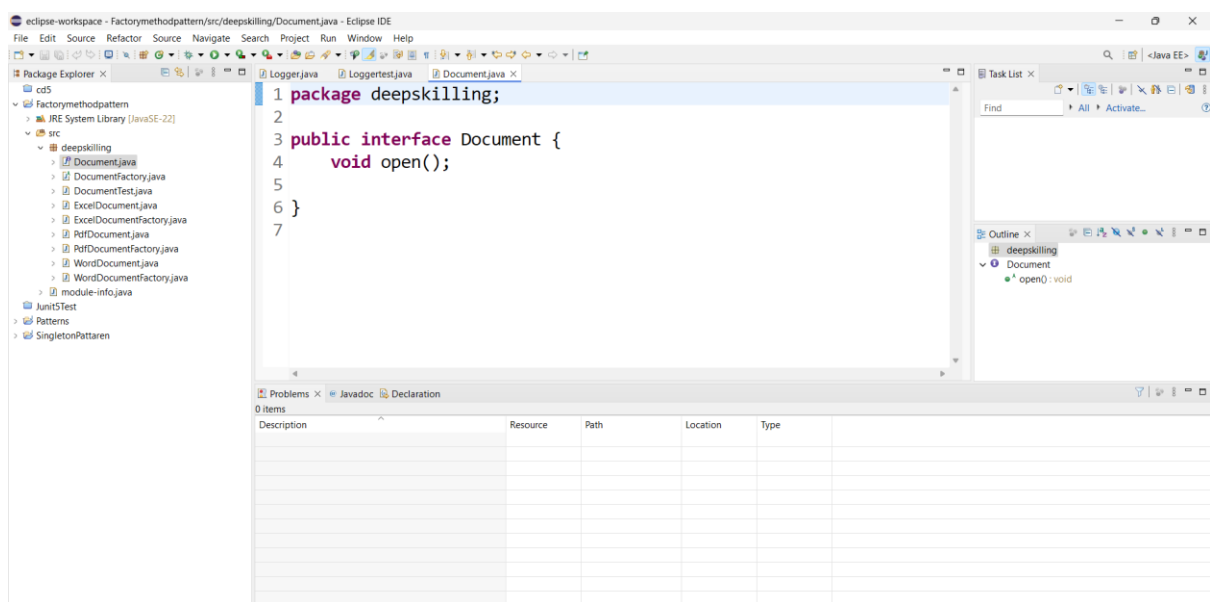 eclipse-workspace - Factorymethodpattern/src/deepskilling/Document.java - Eclipse IDE
File Edit Source Refactor Source Navigate Search Project Run Window Help
<Java EE>
Package Explorer
cd5
Factorymethodpattern
JRE System Library [JavaSE-22]
src
deepskilling
Document.java
DocumentFactory.java
DocumentTest.java
ExcelDocument.java
ExcelDocumentFactory.java
PdfDocument.java
PdfDocumentFactory.java
WordDocument.java
WordDocumentFactory.java
module-info.java
Junit5Test
Patterns
SingletonPattaren
Logger.java Loggertest.java Document.java
1 package deepskilling;
2
3 public interface Document {
4 void open();
5
6 }
7
Task List
Find All Activate...
Outline
deepskilling
Document
open() : void
Problems Javadoc Declaration
0 items
Description Resource Path Location Type